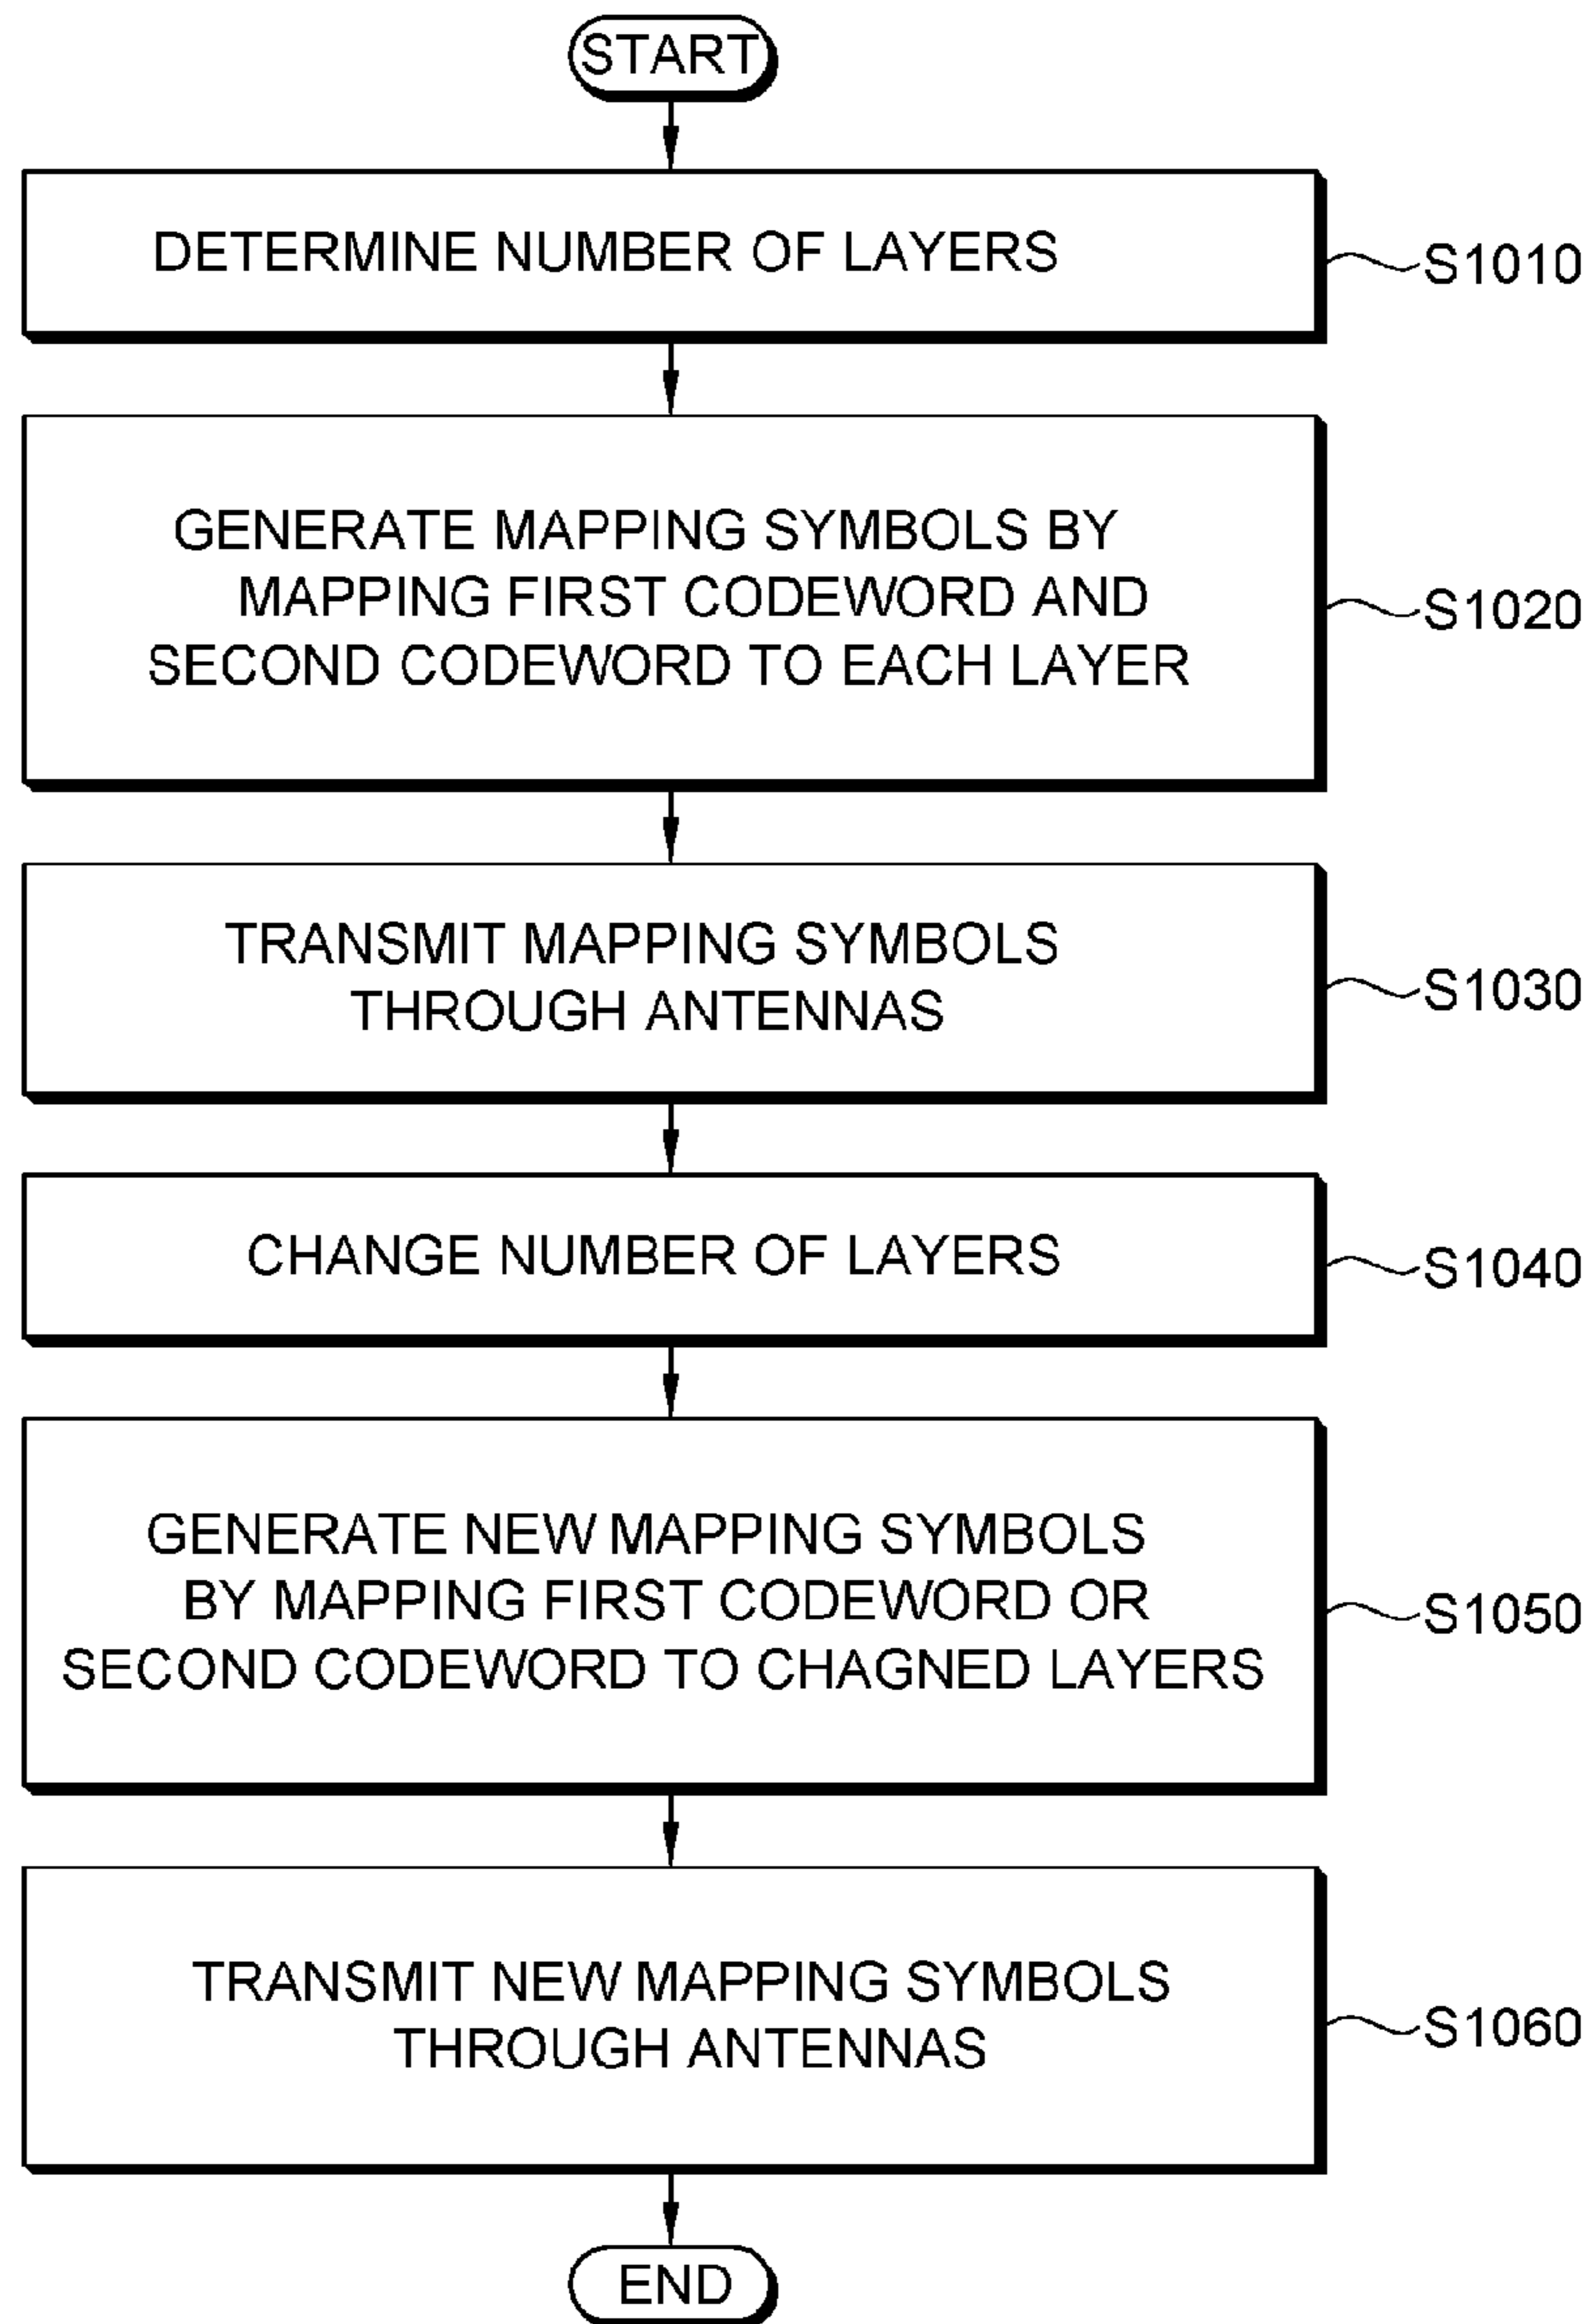 START
DETERMINE NUMBER OF LAYERS
S1010
GENERATE MAPPING SYMBOLS BY
MAPPING FIRST CODEWORD AND
SECOND CODEWORD TO EACH LAYER
S1020
TRANSMIT MAPPING SYMBOLS
THROUGH ANTENNAS
S1030
CHANGE NUMBER OF LAYERS
S1040
GENERATE NEW MAPPING SYMBOLS
BY MAPPING FIRST CODEWORD OR
SECOND CODEWORD TO CHAGNED LAYERS
S1050
TRANSMIT NEW MAPPING SYMBOLS
THROUGH ANTENNAS
S1060
END